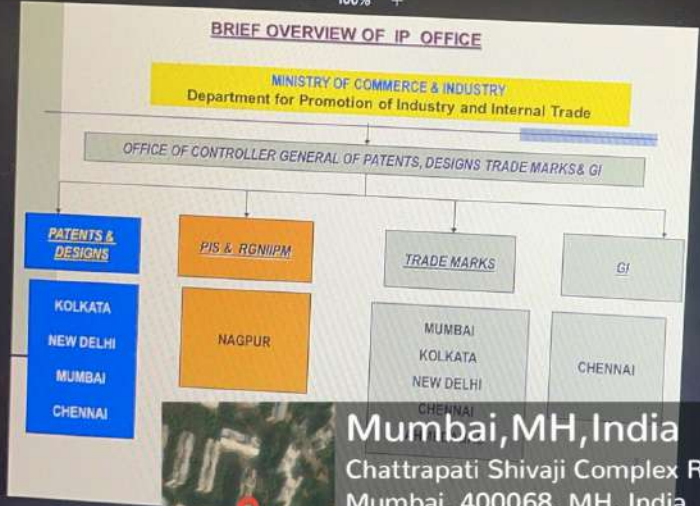 100% +
BRIEF OVERVIEW OF IP OFFICE
MINISTRY OF COMMERCE & INDUSTRY
Department for Promotion of Industry and Internal Trade
OFFICE OF CONTROLLER GENERAL OF PATENTS, DESIGNS TRADE MARKS& GI
PATENTS &
DESIGNS
KOLKATA
NEW DELHI
MUMBAI
CHENNAI
PIS & RGNIIPM
NAGPUR
TRADE MARKS
MUMBAI
KOLKATA
NEW DELHI
CHENNAI
GI
CHENNAI
Mumbai,MH,India
Chattrapati Shivaji Complex R
Mumbai, 400068, MH, India